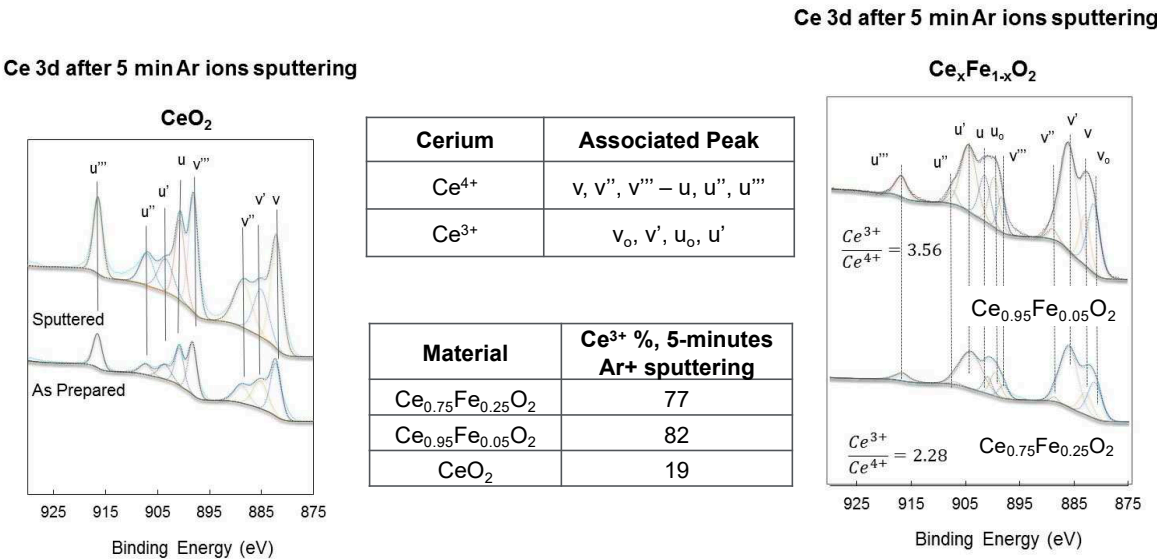 Ce 3d after 5 min Ar ions sputtering
CeO₂
u''' u'' u' u v''' v'' v' v
Sputtered
As Prepared
925 915 905 895 885 875
Binding Energy (eV)
Cerium Associated Peak
Ce⁴⁺ v, v'', v''' – u, u'', u'''
Ce³⁺ vₒ, v', uₒ, u'
Material Ce³⁺ %, 5-minutes
Ar+ sputtering
Ce₀.₇₅Fe₀.₂₅O₂ 77
Ce₀.₉₅Fe₀.₀₅O₂ 82
CeO₂ 19
Ce 3d after 5 min Ar ions sputtering
CeₓFe₁₋ₓO₂
u''' u'' u' u uₒ v''' v'' v' v vₒ
Ce³⁺/Ce⁴⁺ = 3.56
Ce₀.₉₅Fe₀.₀₅O₂
Ce³⁺/Ce⁴⁺ = 2.28
Ce₀.₇₅Fe₀.₂₅O₂
925 915 905 895 885 875
Binding Energy (eV)